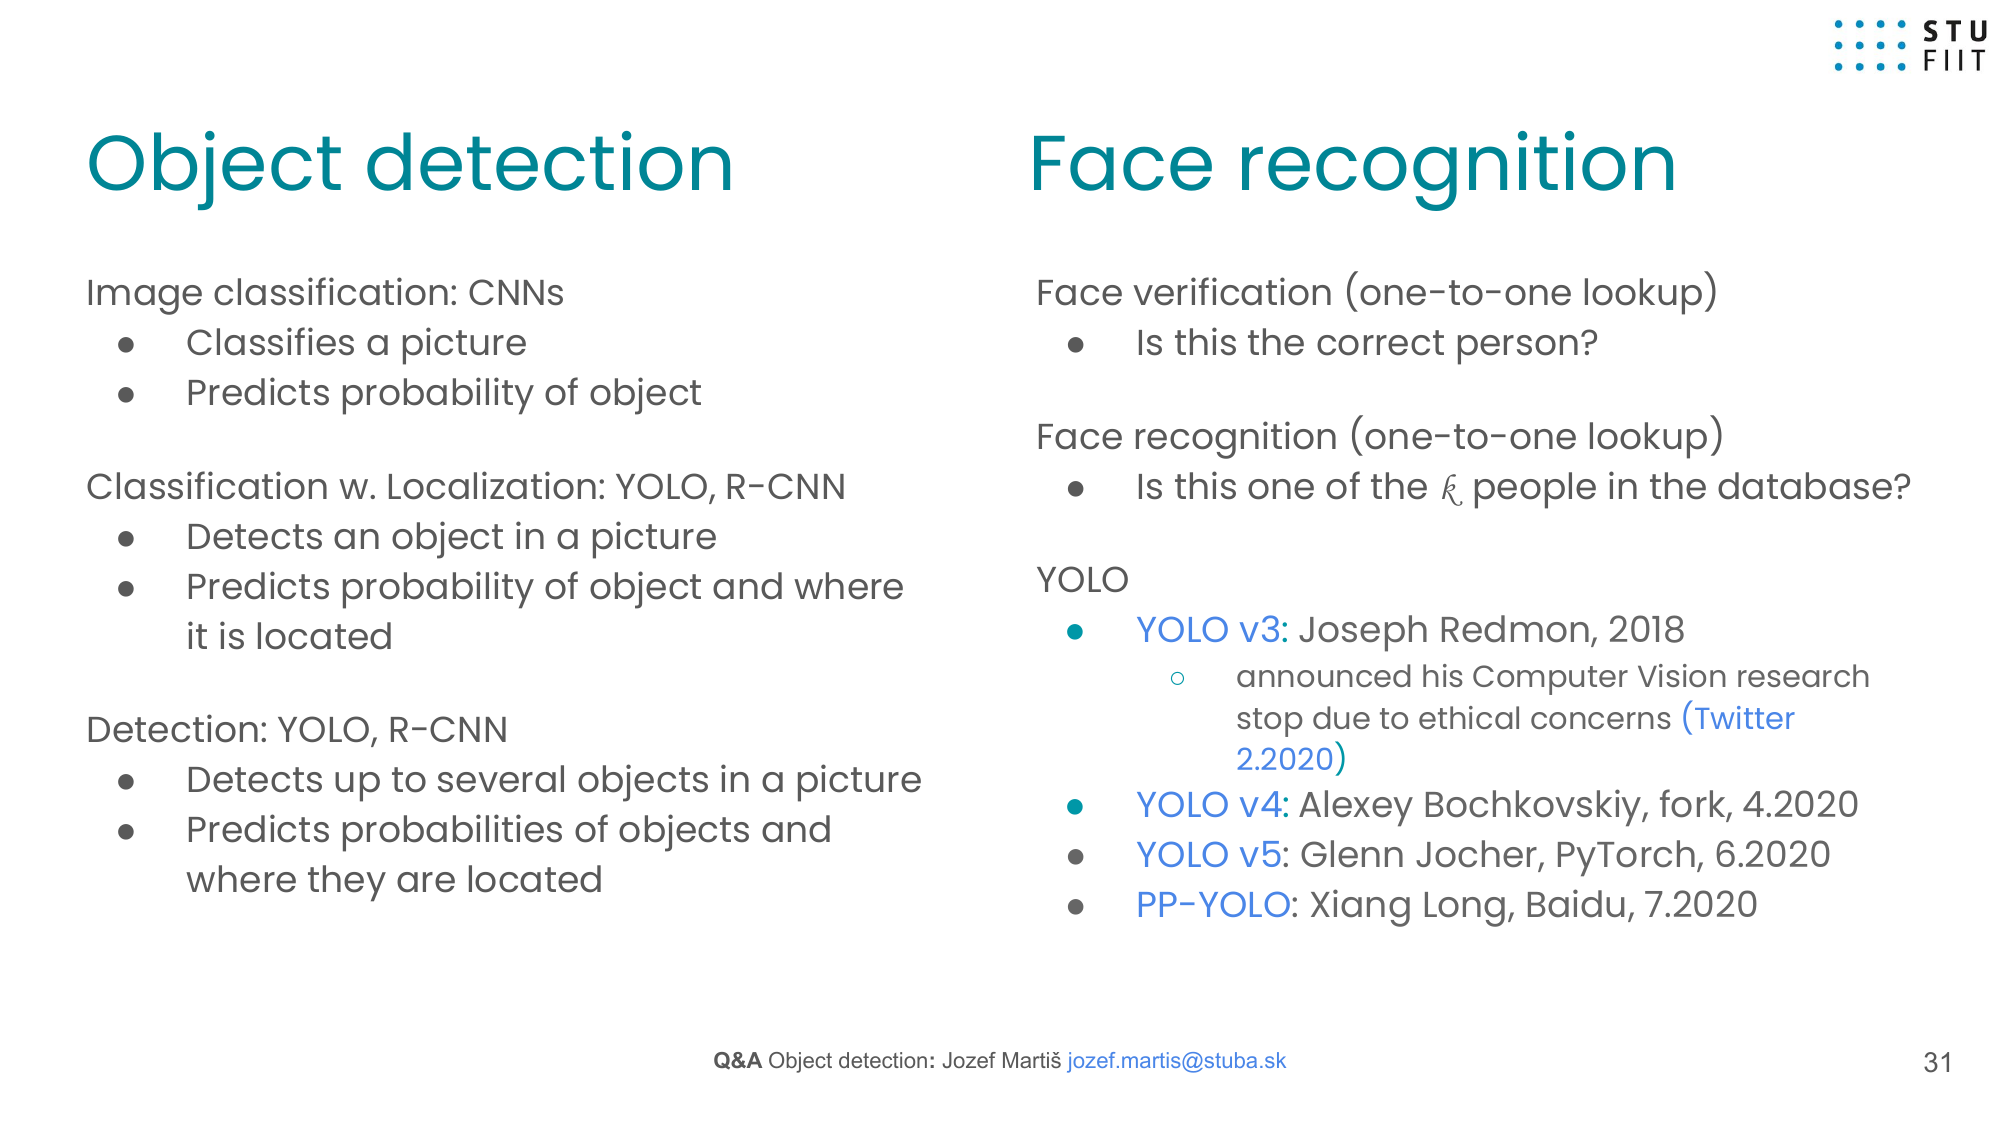 STU
FIIT
Object detection
Image classification: CNNs
● Classifies a picture
● Predicts probability of object
Classification w. Localization: YOLO, R-CNN
● Detects an object in a picture
● Predicts probability of object and where
it is located
Detection: YOLO, R-CNN
● Detects up to several objects in a picture
● Predicts probabilities of objects and
where they are located
Face recognition
Face verification (one-to-one lookup)
● Is this the correct person?
Face recognition (one-to-one lookup)
● Is this one of the k people in the database?
YOLO
● YOLO v3: Joseph Redmon, 2018
○ announced his Computer Vision research
stop due to ethical concerns (Twitter
2.2020)
● YOLO v4: Alexey Bochkovskiy, fork, 4.2020
● YOLO v5: Glenn Jocher, PyTorch, 6.2020
● PP-YOLO: Xiang Long, Baidu, 7.2020
Q&A Object detection: Jozef Martiš jozef.martis@stuba.sk
31